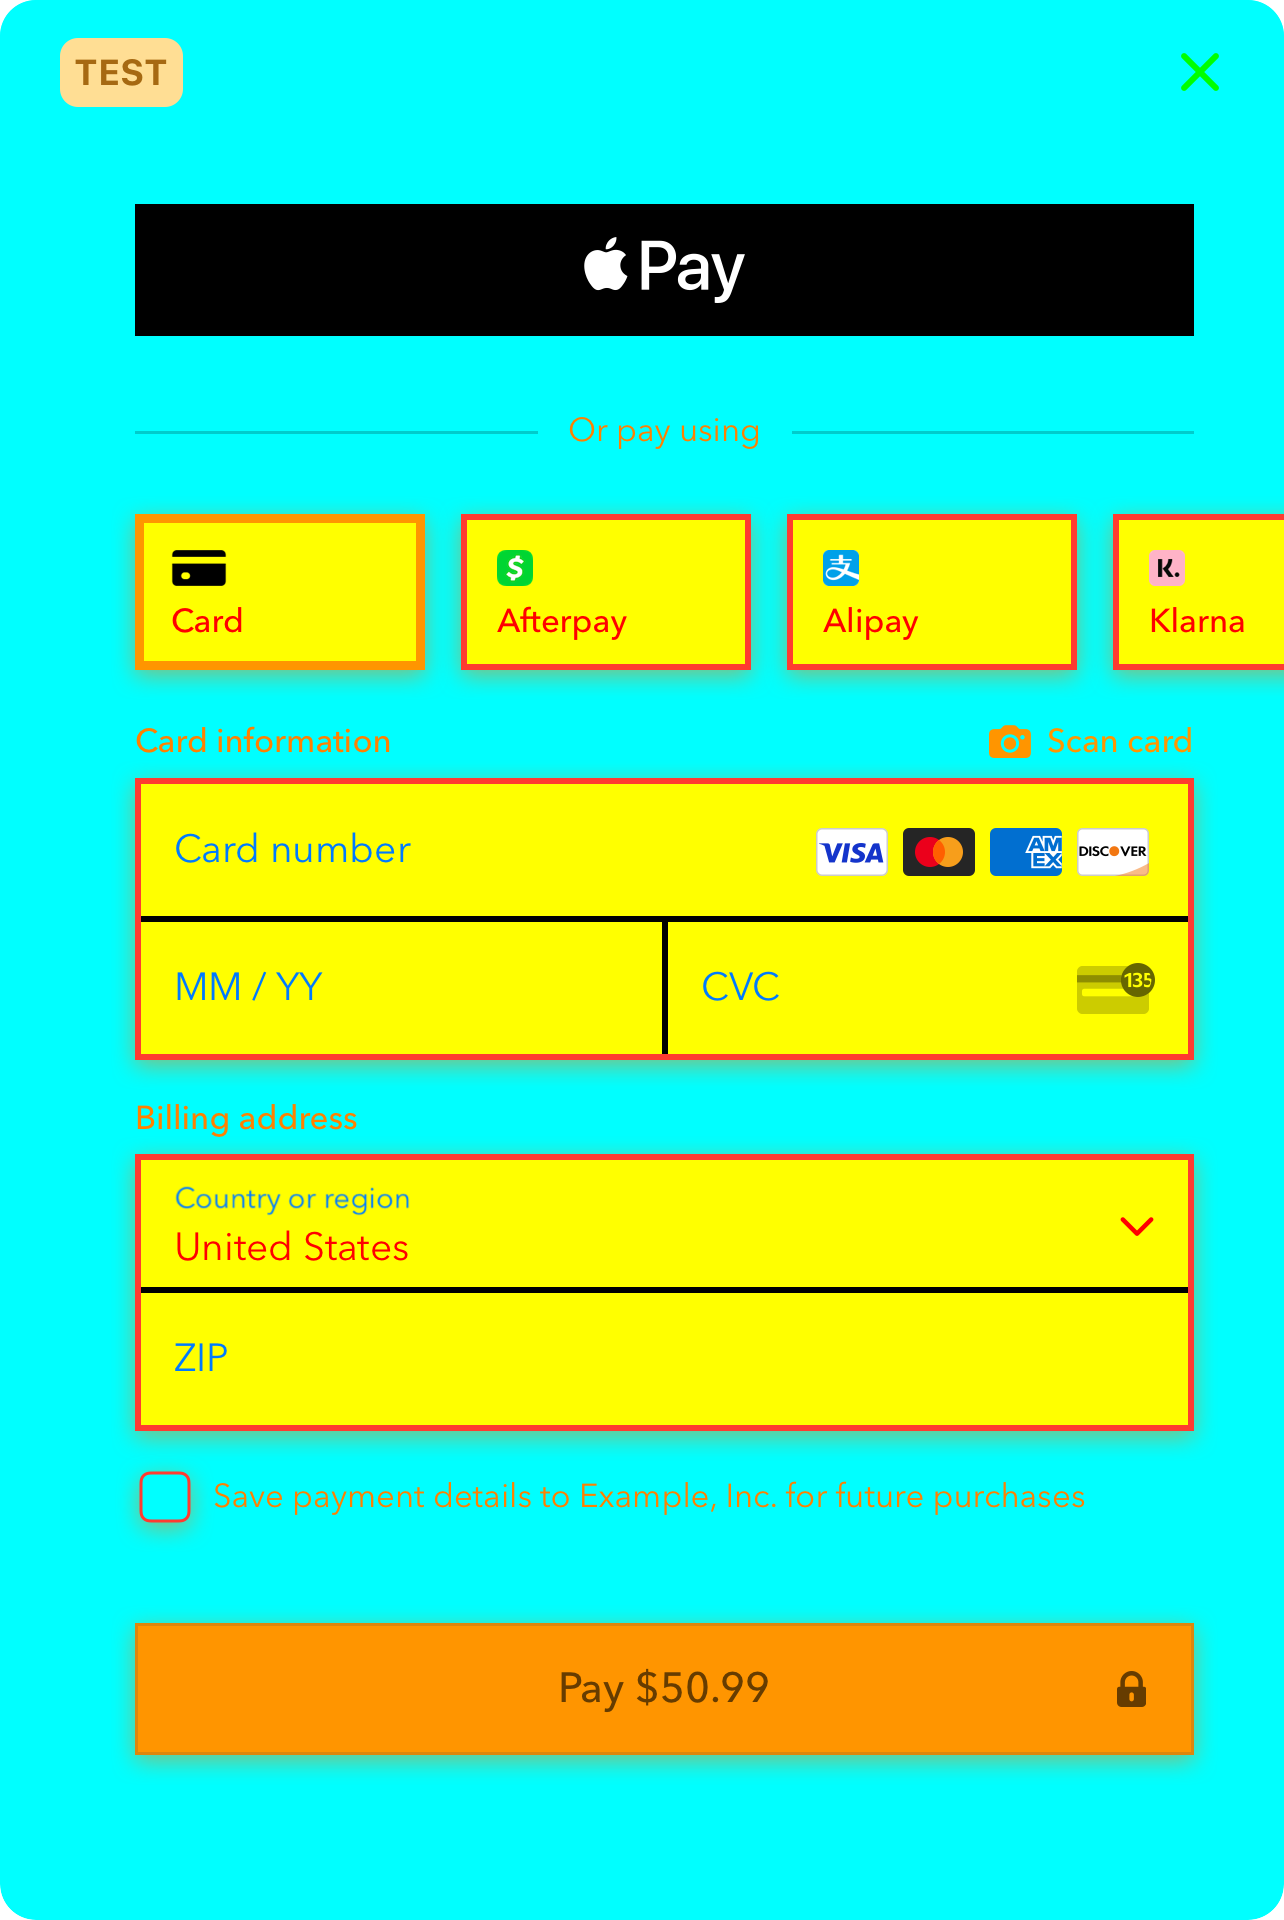 TEST
Pay
Or pay using
Card
Afterpay
Alipay
Klarna
Card information
Scan card
Card number
VISA
AM
EX
DISCOVER
MM / YY
CVC
135
Billing address
Country or region
United States
ZIP
Save payment details to Example, Inc. for future purchases
Pay $50.99